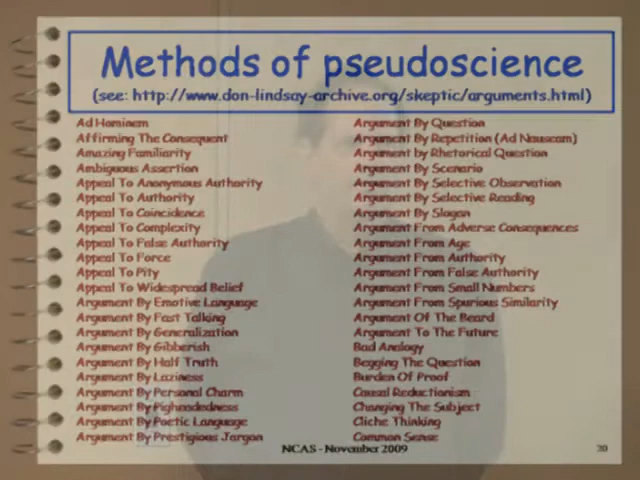 Methods of pseudoscience
(see: http://www.don-lindsay-archive.org/skeptic/arguments.html)
Ad Hominem
Affirming The Consequent
Amazing Familiarity
Ambiguous Assertion
Appeal To Anonymous Authority
Appeal To Authority
Appeal To Coincidence
Appeal To Complexity
Appeal To False Authority
Appeal To Force
Appeal To Pity
Appeal To Widespread Belief
Argument By Emotive Language
Argument By Fast Talking
Argument By Generalization
Argument By Gibberish
Argument By Half Truth
Argument By Laziness
Argument By Personal Charm
Argument By Pigheadedness
Argument By Poetic Language
Argument By Prestigious Jargon
Argument By Question
Argument By Repetition (Ad Nauseam)
Argument by Rhetorical Question
Argument By Scenario
Argument By Selective Observation
Argument By Selective Reading
Argument By Slogan
Argument From Adverse Consequences
Argument From Age
Argument From Authority
Argument From False Authority
Argument From Small Numbers
Argument From Spurious Similarity
Argument Of The Beard
Argument To The Future
Bad Analogy
Begging The Question
Burden Of Proof
Causal Reductionism
Changing The Subject
Cliche Thinking
Common Sense
NCAS - November 2009
20